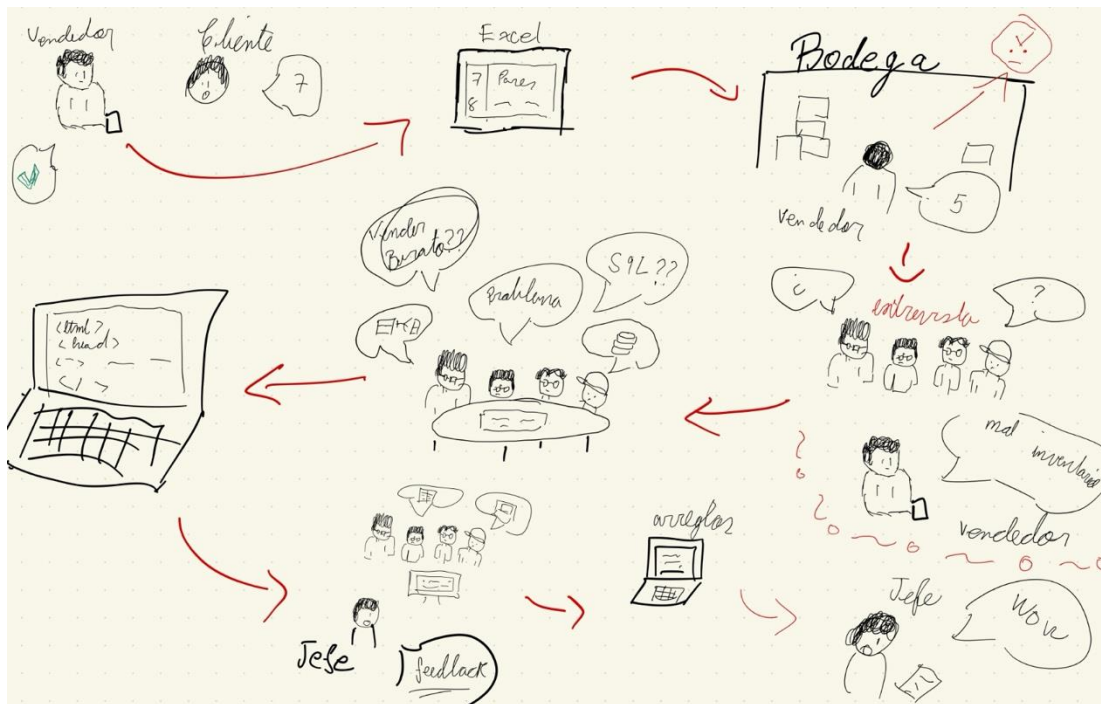 Vendedor
Cliente
7
Excel
7
Pares
8
Bodega
5
Vendedor
entrevista
¿
?
mal
inventario
Vendedor
Vender
Barato??
Problema
SQL??
<html>
<head>
<->
</>
Jefe
feedback
arreglos
Jefe
Wow